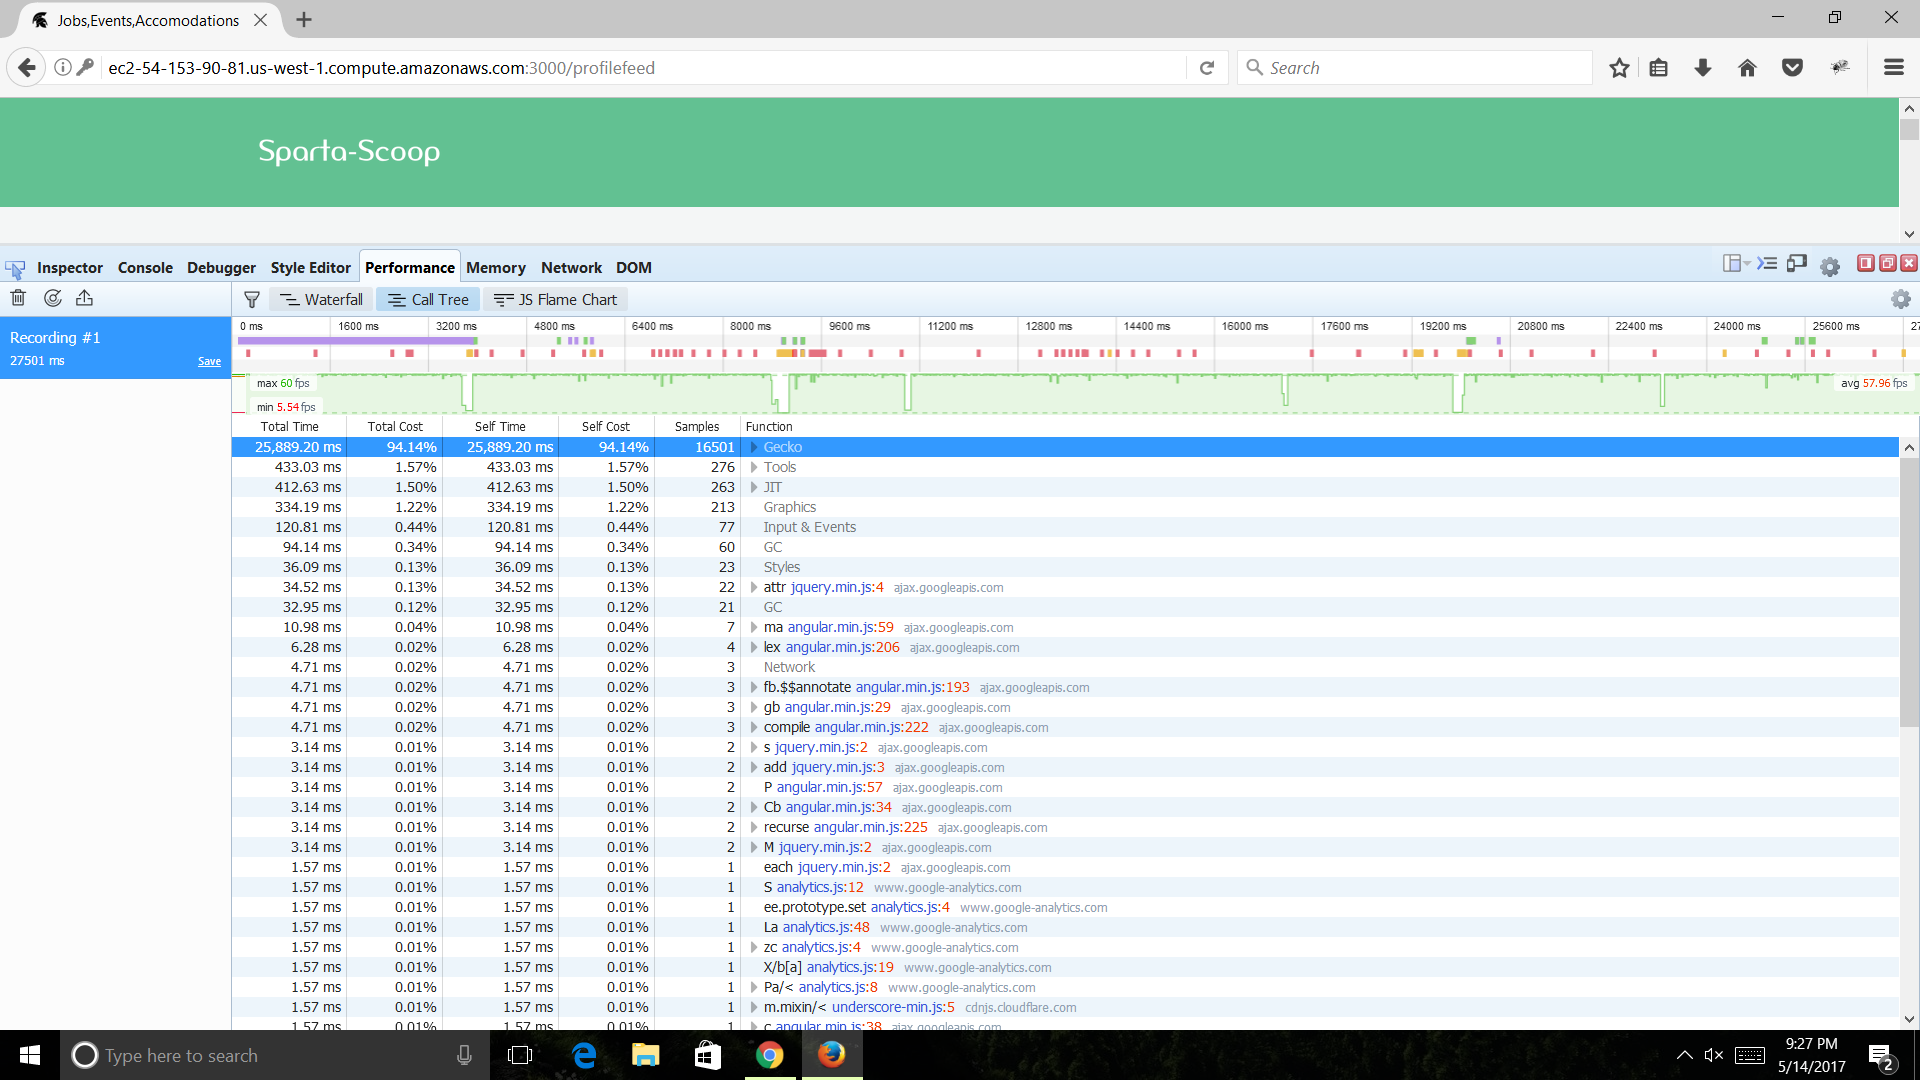 Jobs,Events,Accomodations
ec2-54-153-90-81.us-west-1.compute.amazonaws.com:3000/profilefeed
Search
Sparta-Scoop
Inspector Console Debugger Style Editor Performance Memory Network DOM
Waterfall Call Tree JS Flame Chart
Recording #1
27501 ms Save
0 ms 1600 ms 3200 ms 4800 ms 6400 ms 8000 ms 9600 ms 11200 ms 12800 ms 14400 ms 16000 ms 17600 ms 19200 ms 20800 ms 22400 ms 24000 ms 25600 ms 27
max 60 fps
avg 57.96 fps
min 5.54 fps
Total Time Total Cost Self Time Self Cost Samples Function
25,889.20 ms 94.14% 25,889.20 ms 94.14% 16501 Gecko
433.03 ms 1.57% 433.03 ms 1.57% 276 Tools
412.63 ms 1.50% 412.63 ms 1.50% 263 JIT
334.19 ms 1.22% 334.19 ms 1.22% 213 Graphics
120.81 ms 0.44% 120.81 ms 0.44% 77 Input & Events
94.14 ms 0.34% 94.14 ms 0.34% 60 GC
36.09 ms 0.13% 36.09 ms 0.13% 23 Styles
34.52 ms 0.13% 34.52 ms 0.13% 22 attr jquery.min.js:4 ajax.googleapis.com
32.95 ms 0.12% 32.95 ms 0.12% 21 GC
10.98 ms 0.04% 10.98 ms 0.04% 7 ma angular.min.js:59 ajax.googleapis.com
6.28 ms 0.02% 6.28 ms 0.02% 4 lex angular.min.js:206 ajax.googleapis.com
4.71 ms 0.02% 4.71 ms 0.02% 3 Network
4.71 ms 0.02% 4.71 ms 0.02% 3 fb.$$annotate angular.min.js:193 ajax.googleapis.com
4.71 ms 0.02% 4.71 ms 0.02% 3 gb angular.min.js:29 ajax.googleapis.com
4.71 ms 0.02% 4.71 ms 0.02% 3 compile angular.min.js:222 ajax.googleapis.com
3.14 ms 0.01% 3.14 ms 0.01% 2 s jquery.min.js:2 ajax.googleapis.com
3.14 ms 0.01% 3.14 ms 0.01% 2 add jquery.min.js:3 ajax.googleapis.com
3.14 ms 0.01% 3.14 ms 0.01% 2 P angular.min.js:57 ajax.googleapis.com
3.14 ms 0.01% 3.14 ms 0.01% 2 Cb angular.min.js:34 ajax.googleapis.com
3.14 ms 0.01% 3.14 ms 0.01% 2 recurse angular.min.js:225 ajax.googleapis.com
3.14 ms 0.01% 3.14 ms 0.01% 2 M jquery.min.js:2 ajax.googleapis.com
1.57 ms 0.01% 1.57 ms 0.01% 1 each jquery.min.js:2 ajax.googleapis.com
1.57 ms 0.01% 1.57 ms 0.01% 1 S analytics.js:12 www.google-analytics.com
1.57 ms 0.01% 1.57 ms 0.01% 1 ee.prototype.set analytics.js:4 www.google-analytics.com
1.57 ms 0.01% 1.57 ms 0.01% 1 La analytics.js:48 www.google-analytics.com
1.57 ms 0.01% 1.57 ms 0.01% 1 zc analytics.js:4 www.google-analytics.com
1.57 ms 0.01% 1.57 ms 0.01% 1 X/b[a] analytics.js:19 www.google-analytics.com
1.57 ms 0.01% 1.57 ms 0.01% 1 Pa/< analytics.js:8 www.google-analytics.com
1.57 ms 0.01% 1.57 ms 0.01% 1 m.mixin/< underscore-min.js:5 cdnjs.cloudflare.com
1.57 ms 0.01% 1.57 ms 0.01% 1 c angular.min.js:38 ajax.googleapis.com
Type here to search
9:27 PM
5/14/2017
2